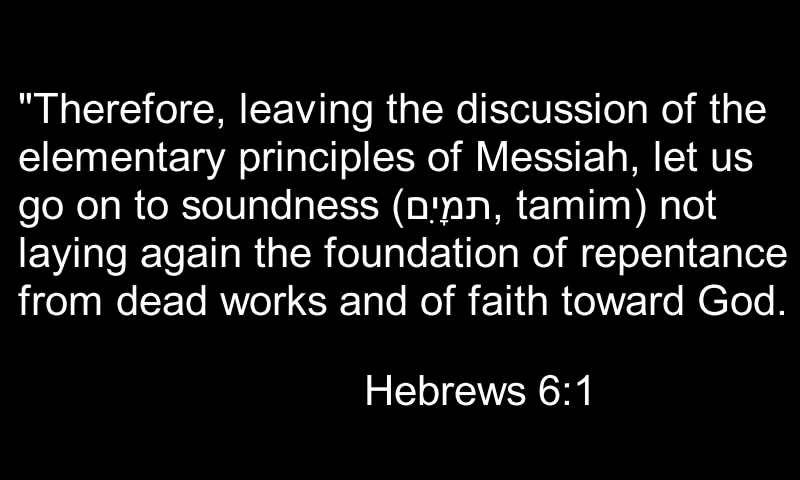 "Therefore, leaving the discussion of the
elementary principles of Messiah, let us
go on to soundness (תמָיִם, tamim) not
laying again the foundation of repentance
from dead works and of faith toward God.
Hebrews 6:1